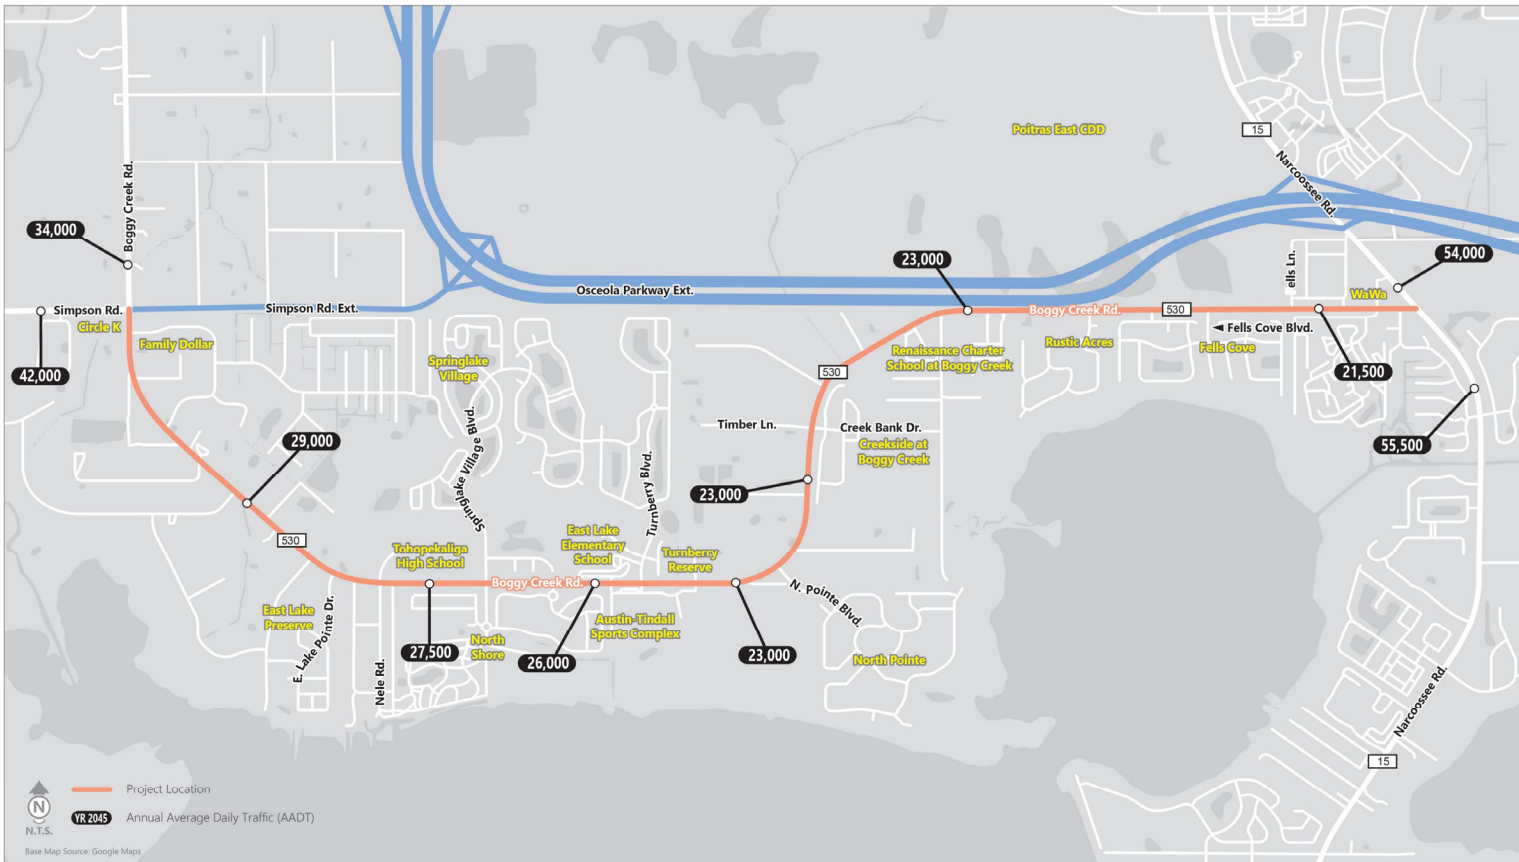 Poitras East CDD
15
Narcoossee Rd.
Boggy Creek Rd.
34,000
23,000
54,000
ells Ln.
Osceola Parkway Ext.
WaWa
Simpson Rd.
Simpson Rd. Ext.
Boggy Creek Rd.
530
Circle K
Fells Cove Blvd.
Family Dollar
Rustic Acres
Fells Cove
Renaissance Charter
School at Boggy Creek
Springlake
Village
42,000
530
21,500
Springlake Village Blvd.
Timber Ln.
Creek Bank Dr.
Creekside at
Boggy Creek
29,000
55,500
Turnberry Blvd.
23,000
530
East Lake
Elementary
School
Tohopekaliga
High School
Turnberry
Reserve
Boggy Creek Rd.
N. Pointe Blvd.
East Lake
Preserve
E. Lake Pointe Dr.
Austin-Tindall
Sports Complex
North
Shore
27,500
26,000
23,000
North Pointe
Nele Rd.
Narcoossee Rd.
15
N
N.T.S.
Project Location
YR 2045
Annual Average Daily Traffic (AADT)
Base Map Source: Google Maps